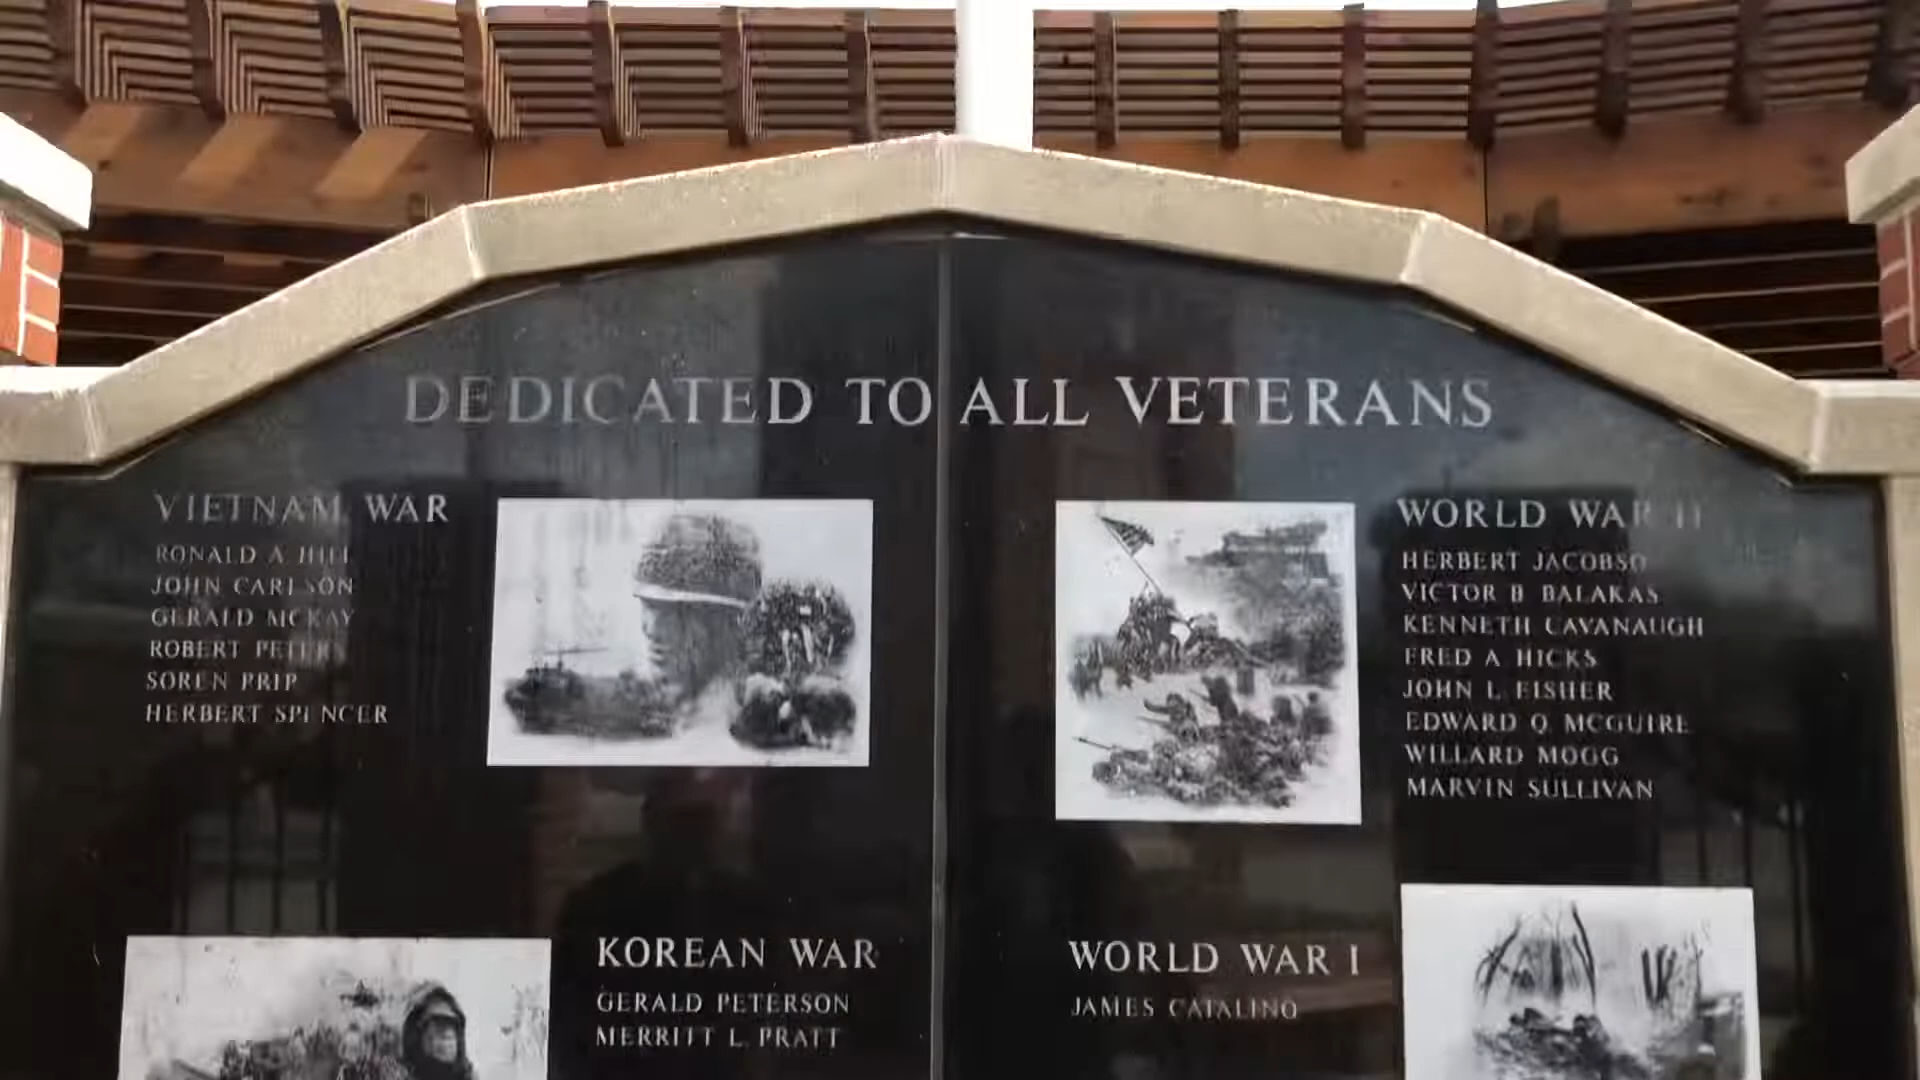 DEDICATED TO ALL VETERANS
VIETNAM WAR
RONALD A HILL
JOHN CARLSON
GERALD MCKAY
ROBERT PETERS
SOREN PRIP
HERBERT SPENCER
WORLD WAR II
HERBERT JACOBSO
VICTOR B BALAKAS
KENNETH CAVANAUGH
FRED A HICKS
JOHN L FISHER
EDWARD Q MCGUIRE
WILLARD MOGG
MARVIN SULLIVAN
KOREAN WAR
GERALD PETERSON
MERRITT L. PRATT
WORLD WAR I
JAMES CATALINO